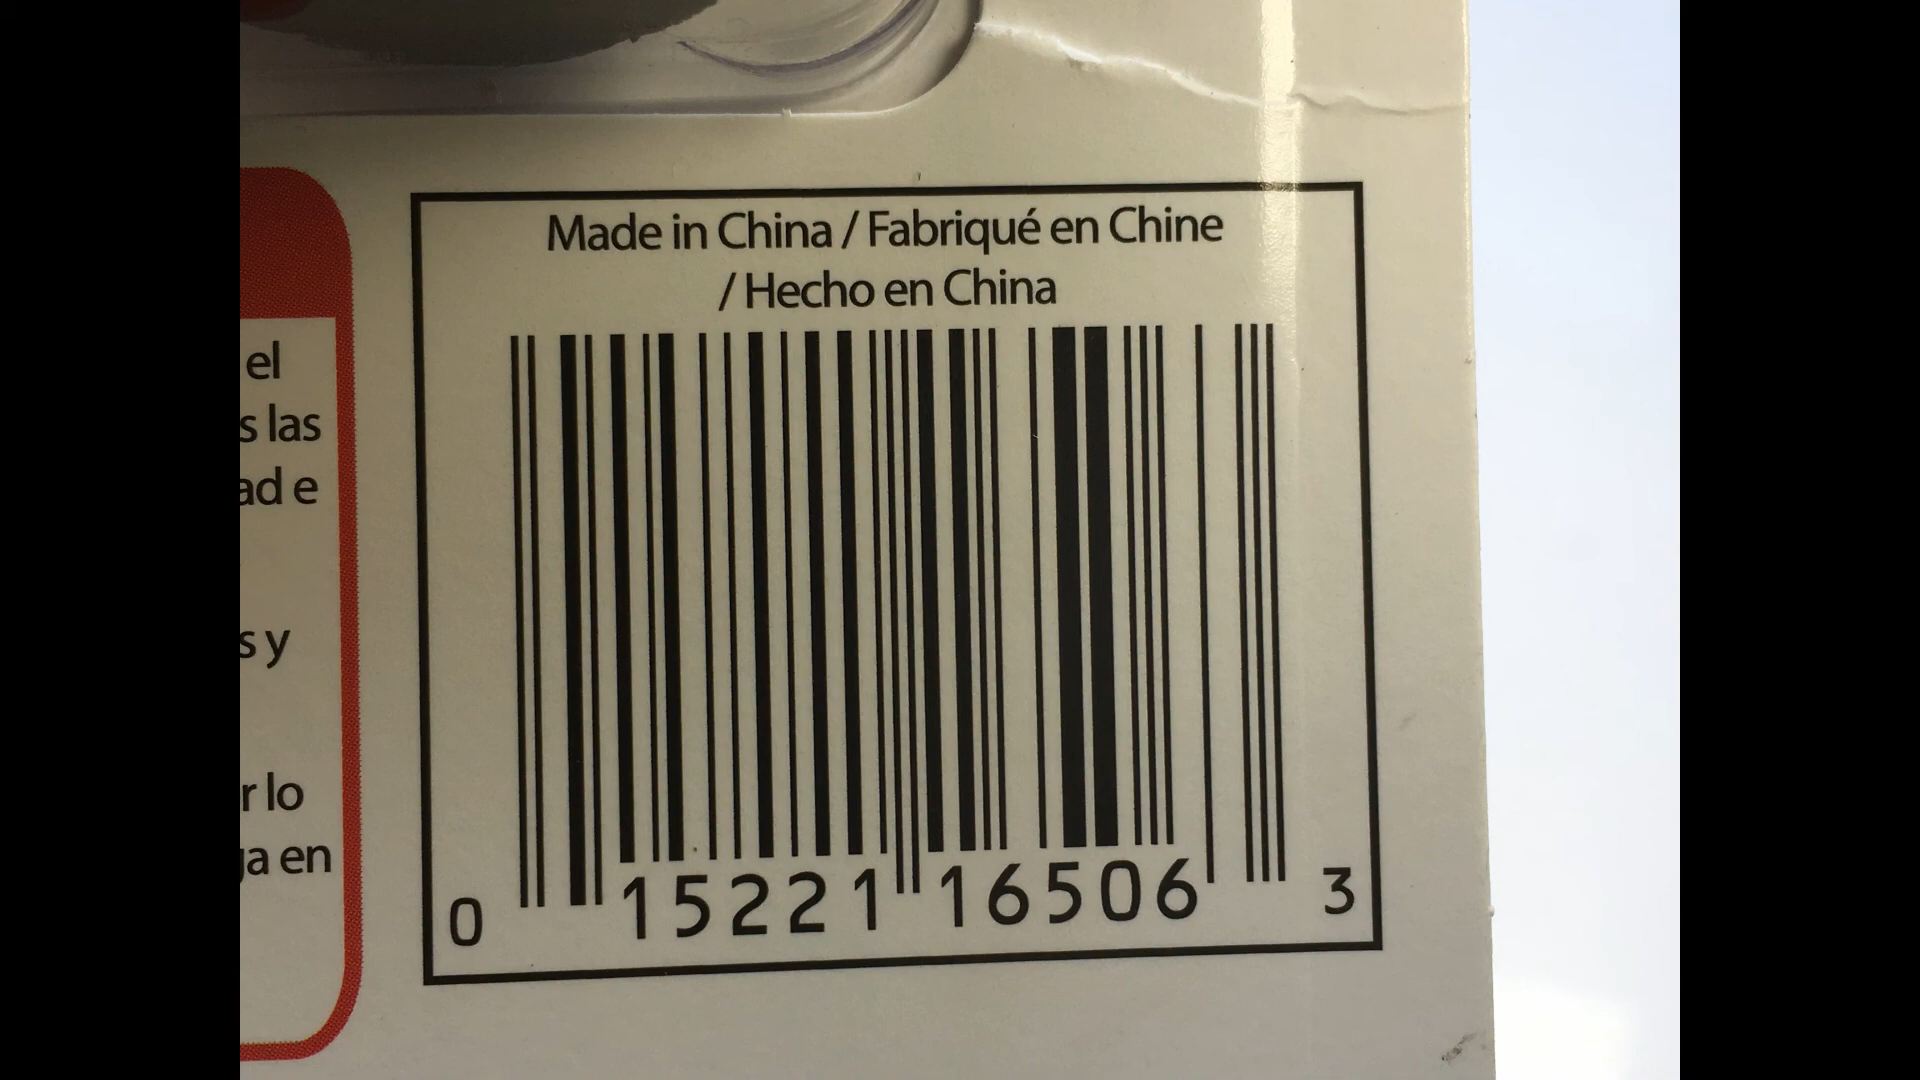 Made in China / Fabriqué en Chine
/ Hecho en China
el
s las
ad e
s y
r lo
a en
0 15221 16506 3